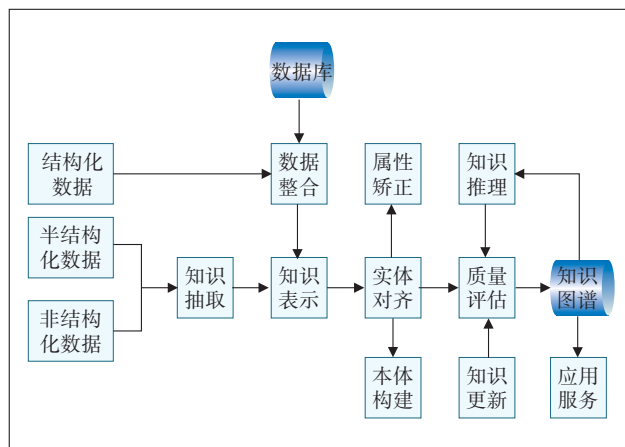 数据库
结构化
数据
数据
整合
属性
矫正
知识
推理
半结构
化数据
知识
抽取
知识
表示
实体
对齐
质量
评估
知识
图谱
非结构
化数据
本体
构建
知识
更新
应用
服务